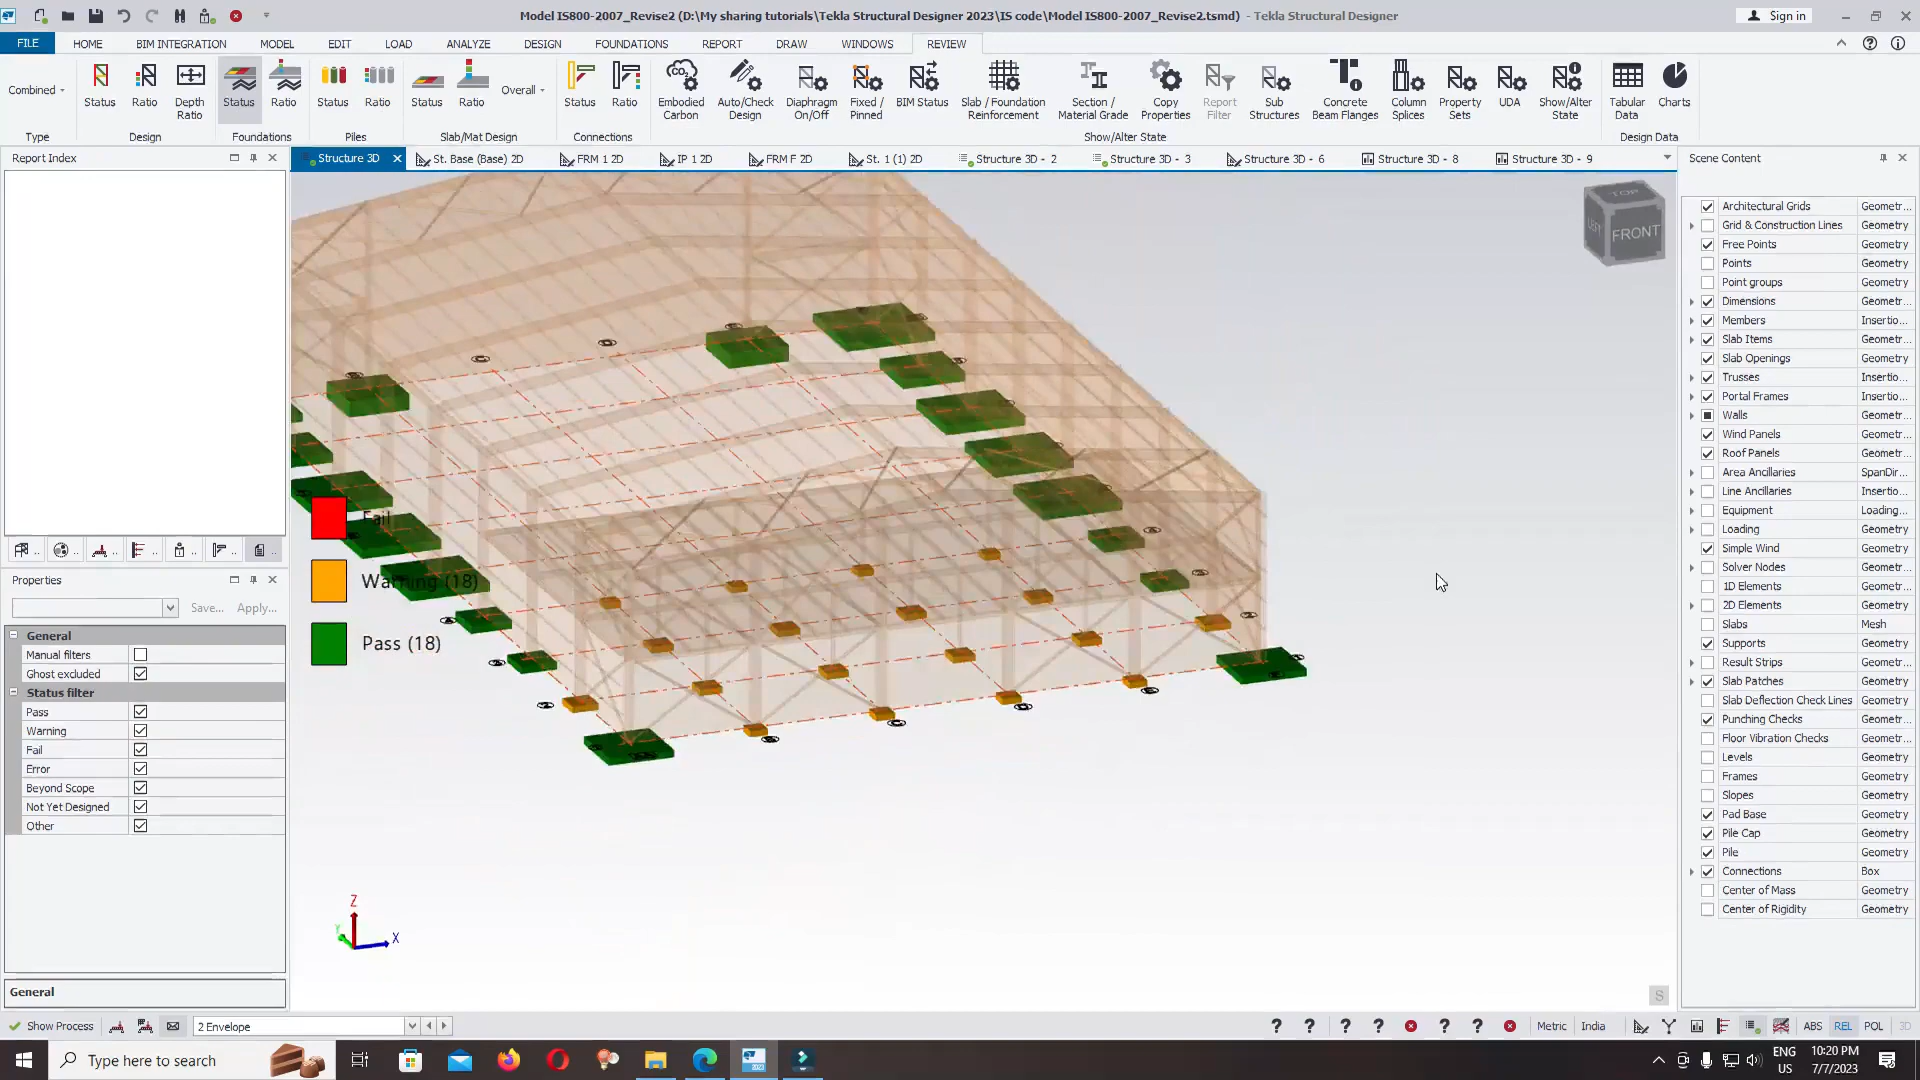 Model IS800-2007_Revise2 (D:\My sharing tutorials\Tekla Structural Designer 2023\IS code\Model IS800-2007_Revise2.tsmd) - Tekla Structural Designer
Sign in
FILE HOME BIM INTEGRATION MODEL EDIT LOAD ANALYZE DESIGN FOUNDATIONS REPORT DRAW WINDOWS REVIEW
Combined Status Ratio Depth Ratio Status Ratio Status Ratio Status Ratio Overall Status Ratio Embodied Carbon Auto/Check Design Diaphragm On/Off Fixed / Pinned BIM Status Slab / Foundation Reinforcement Section / Material Grade Copy Properties Report Filter Sub Structures Concrete Beam Flanges Column Splices Property Sets UDA Show/Alter State Tabular Data Charts
Type Design Foundations Piles Slab/Mat Design Connections Show/Alter State Design Data
Report Index
Structure 3D St. Base (Base) 2D FRM 1 2D IP 1 2D FRM F 2D St. 1 (1) 2D Structure 3D - 2 Structure 3D - 3 Structure 3D - 6 Structure 3D - 8 Structure 3D - 9
Scene Content
TOP
LEFT
FRONT
Fail
Warning (18)
Pass (18)
Z
Y
X
S
Properties
Save... Apply...
General
Manual filters
Ghost excluded
Status filter
Pass
Warning
Fail
Error
Beyond Scope
Not Yet Designed
Other
General
Architectural Grids Geometr...
Grid & Construction Lines Geometry
Free Points Geometry
Points Geometry
Point groups Geometry
Dimensions Geometr...
Members Insertio...
Slab Items Geometr...
Slab Openings Geometry
Trusses Insertio...
Portal Frames Insertio...
Walls Geometr...
Wind Panels Geometry
Roof Panels Geometry
Area Ancillaries SpanDir...
Line Ancillaries Insertio...
Equipment Loading...
Loading Geometry
Simple Wind Geometry
Solver Nodes Geometry
1D Elements Geometry
2D Elements Geometry
Slabs Mesh
Supports Geometry
Result Strips Geometry
Slab Patches Geometry
Slab Deflection Check Lines Geometry
Punching Checks Geometr...
Floor Vibration Checks Geometry
Levels Geometry
Frames Geometry
Slopes Geometry
Pad Base Geometry
Pile Cap Geometry
Pile Geometry
Connections Box
Center of Mass Geometry
Center of Rigidity Geometry
Show Process 2 Envelope Metric India ABS REL POL 3D
Type here to search
2023
ENG
US
10:20 PM
7/7/2023